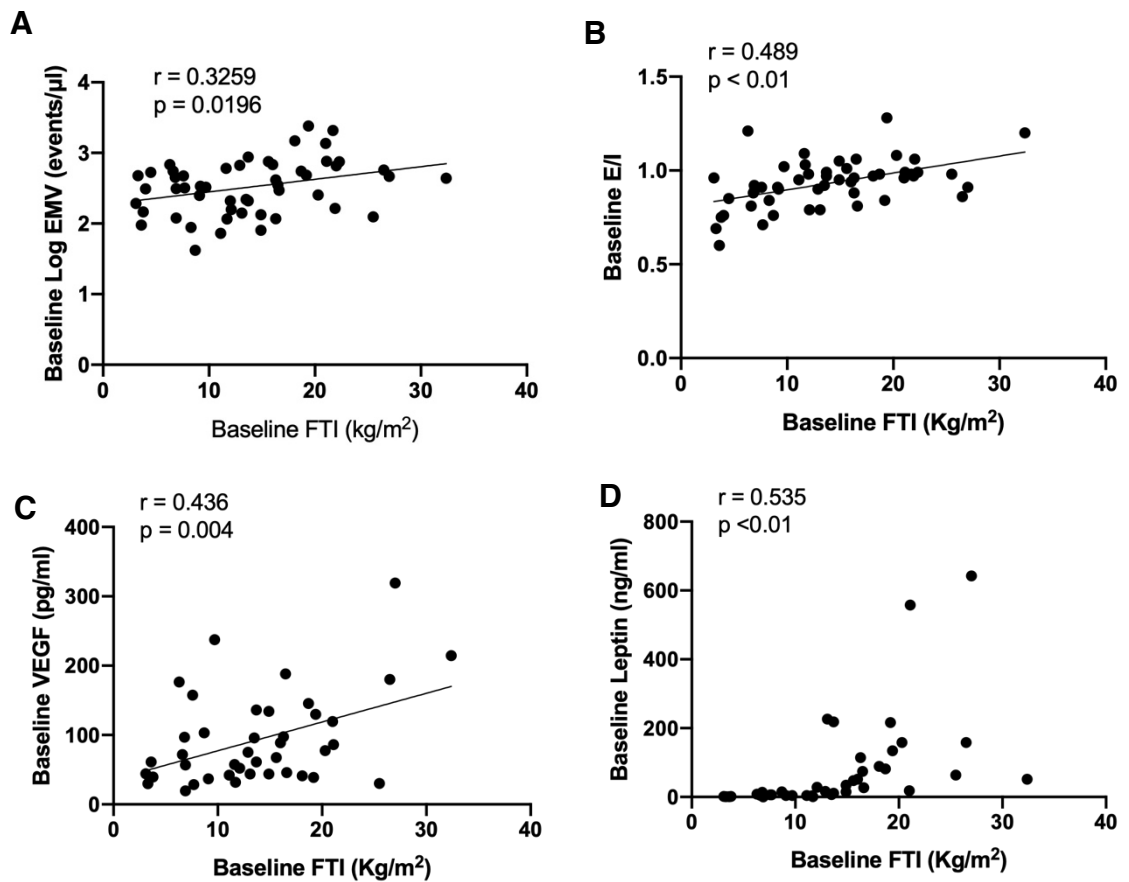 A
r = 0.3259
p = 0.0196
Baseline Log EMV (events/µl)
4
3
2
1
0
0 10 20 30 40
Baseline FTI (kg/m²)
B
r = 0.489
p < 0.01
Baseline E/I
1.5
1.0
0.5
0.0
0 10 20 30 40
Baseline FTI (Kg/m²)
C
r = 0.436
p = 0.004
Baseline VEGF (pg/ml)
400
300
200
100
0
0 10 20 30 40
Baseline FTI (Kg/m²)
D
r = 0.535
p <0.01
Baseline Leptin (ng/ml)
800
600
400
200
0
0 10 20 30 40
Baseline FTI (Kg/m²)